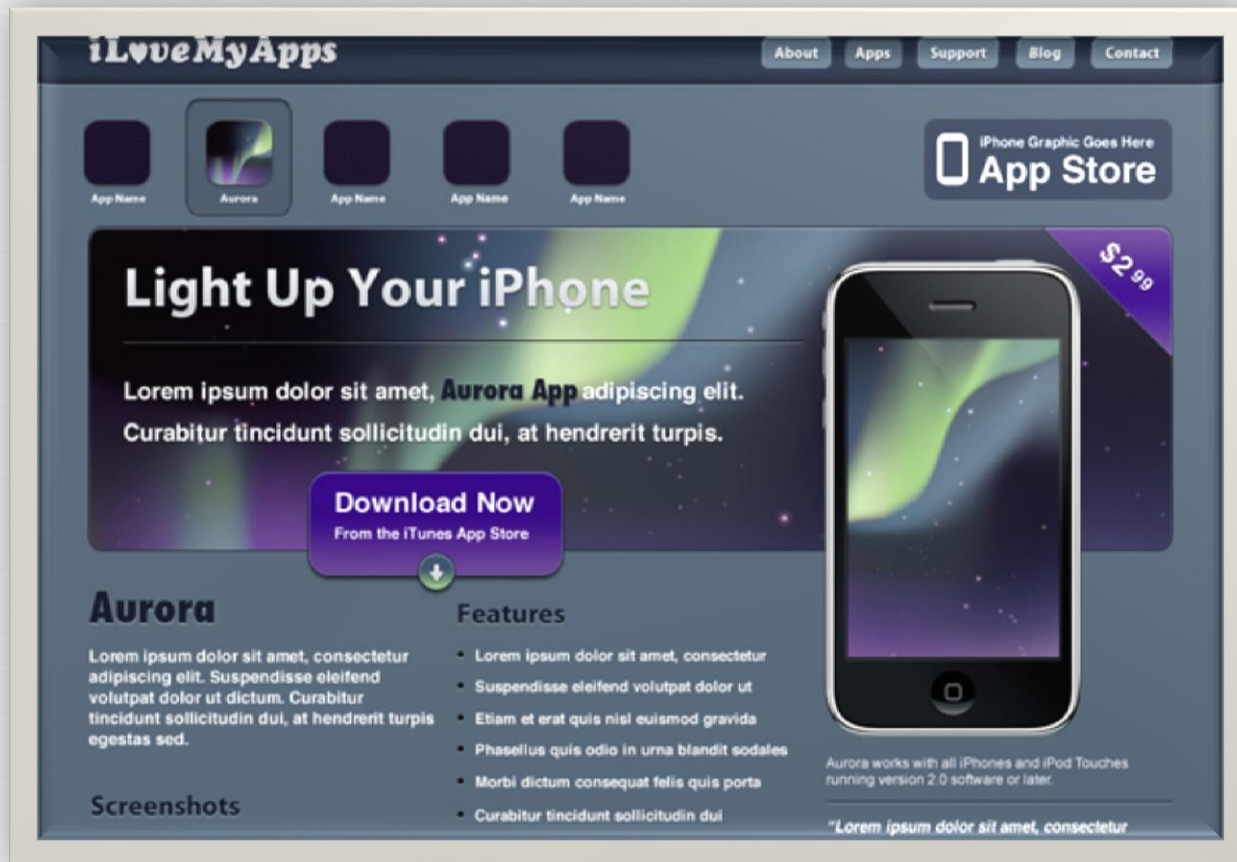 iL♥veMyApps
About Apps Support Blog Contact
App Name Aurora App Name App Name App Name
iPhone Graphic Goes Here
App Store
$2 99
Light Up Your iPhone
Lorem ipsum dolor sit amet, Aurora App adipiscing elit.
Curabitur tincidunt sollicitudin dui, at hendrerit turpis.
Download Now
From the iTunes App Store
Aurora
Lorem ipsum dolor sit amet, consectetur
adipiscing elit. Suspendisse eleifend
volutpat dolor ut dictum. Curabitur
tincidunt sollicitudin dui, at hendrerit turpis
egestas sed.
Screenshots
Features
• Lorem ipsum dolor sit amet, consectetur
• Suspendisse eleifend volutpat dolor ut
• Etiam et erat quis nisl euismod gravida
• Phasellus quis odio in urna blandit sodales
• Morbi dictum consequat felis quis porta
• Curabitur tincidunt sollicitudin dui
Aurora works with all iPhones and iPod Touches
running version 2.0 software or later.
"Lorem ipsum dolor sit amet, consectetur